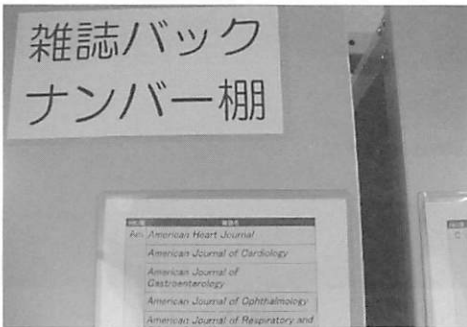 雑誌バック
ナンバー棚
American Heart Journal
American Journal of Cardiology
American Journal of
Gastroenterology
American Journal of Ophthalmology
American Journal of Respiratory and